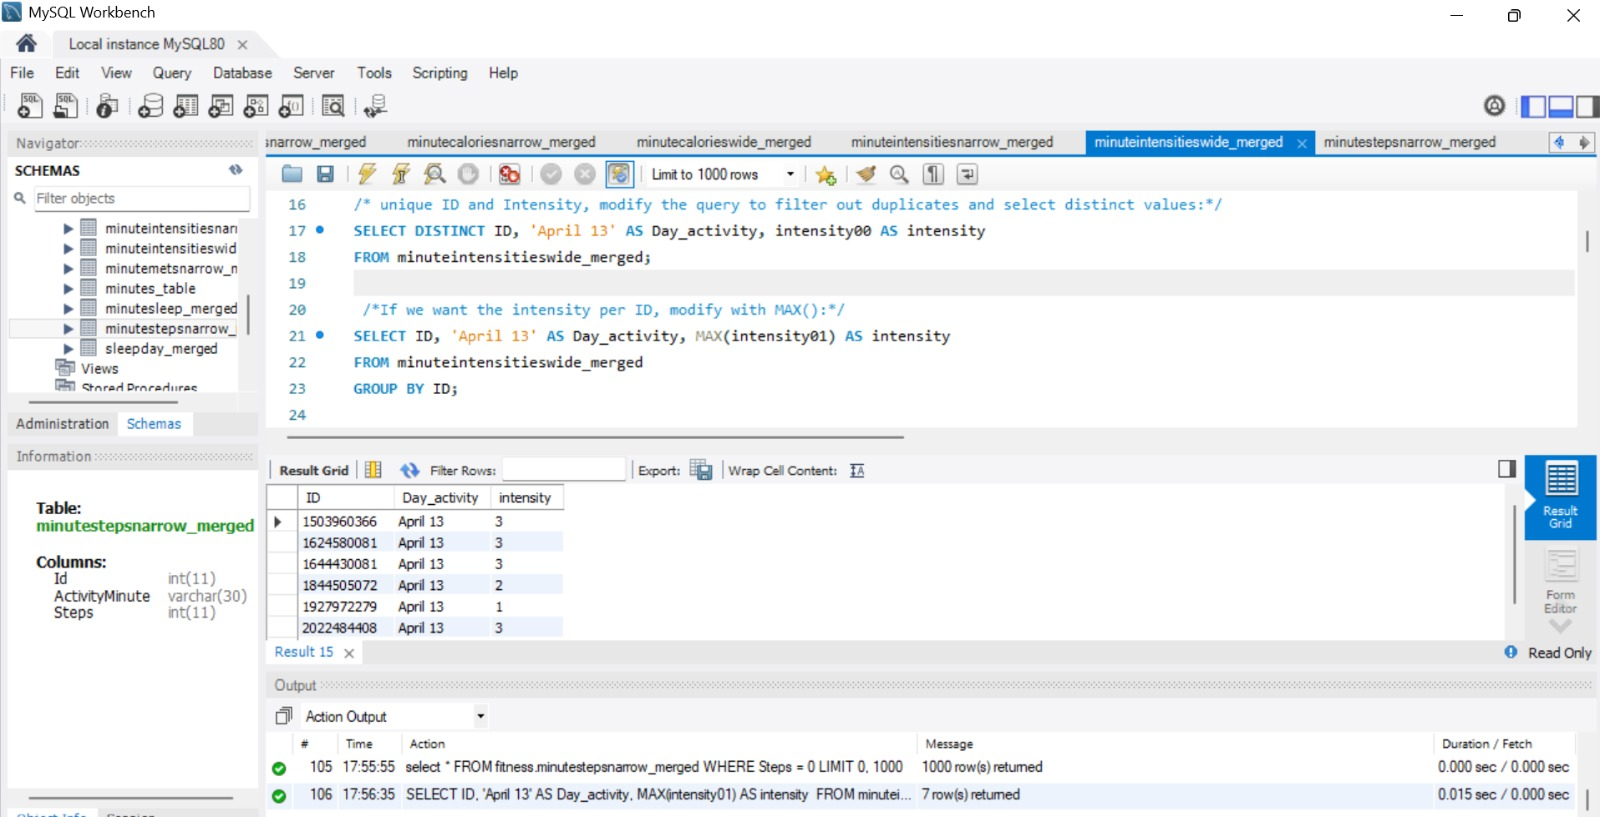 MySQL Workbench
Local instance MySQL80
File Edit View Query Database Server Tools Scripting Help
Navigator
SCHEMAS
Filter objects
minuteintensitiesnarr
minuteintensitieswid
minutemetsnarrow_n
minutes_table
minutesleep_merged
minutestepsnarrow_
sleepday_merged
Views
Stored Procedures
Administration Schemas
Information
Table:
minutestepsnarrow_merged
Columns:
Id int(11)
ActivityMinute varchar(30)
Steps int(11)
Object Info Session
snarrow_merged minutecaloriesnarrow_merged minutecalorieswide_merged minuteintensitiesnarrow_merged minuteintensitieswide_merged minutestepsnarrow_merged
Limit to 1000 rows
16 /* unique ID and Intensity, modify the query to filter out duplicates and select distinct values:*/
17 SELECT DISTINCT ID, 'April 13' AS Day_activity, intensity00 AS intensity
18 FROM minuteintensitieswide_merged;
19
20 /*If we want the intensity per ID, modify with MAX():*/
21 SELECT ID, 'April 13' AS Day_activity, MAX(intensity01) AS intensity
22 FROM minuteintensitieswide_merged
23 GROUP BY ID;
24
Result Grid Filter Rows: Export: Wrap Cell Content:
ID Day_activity intensity
1503960366 April 13 3
1624580081 April 13 3
1644430081 April 13 3
1844505072 April 13 2
1927972279 April 13 1
2022484408 April 13 3
Result Grid
Form Editor
Result 15
Read Only
Output
Action Output
# Time Action Message Duration / Fetch
105 17:55:55 select * FROM fitness.minutestepsnarrow_merged WHERE Steps = 0 LIMIT 0, 1000 1000 row(s) returned 0.000 sec / 0.000 sec
106 17:56:35 SELECT ID, 'April 13' AS Day_activity, MAX(intensity01) AS intensity FROM minutei... 7 row(s) returned 0.015 sec / 0.000 sec